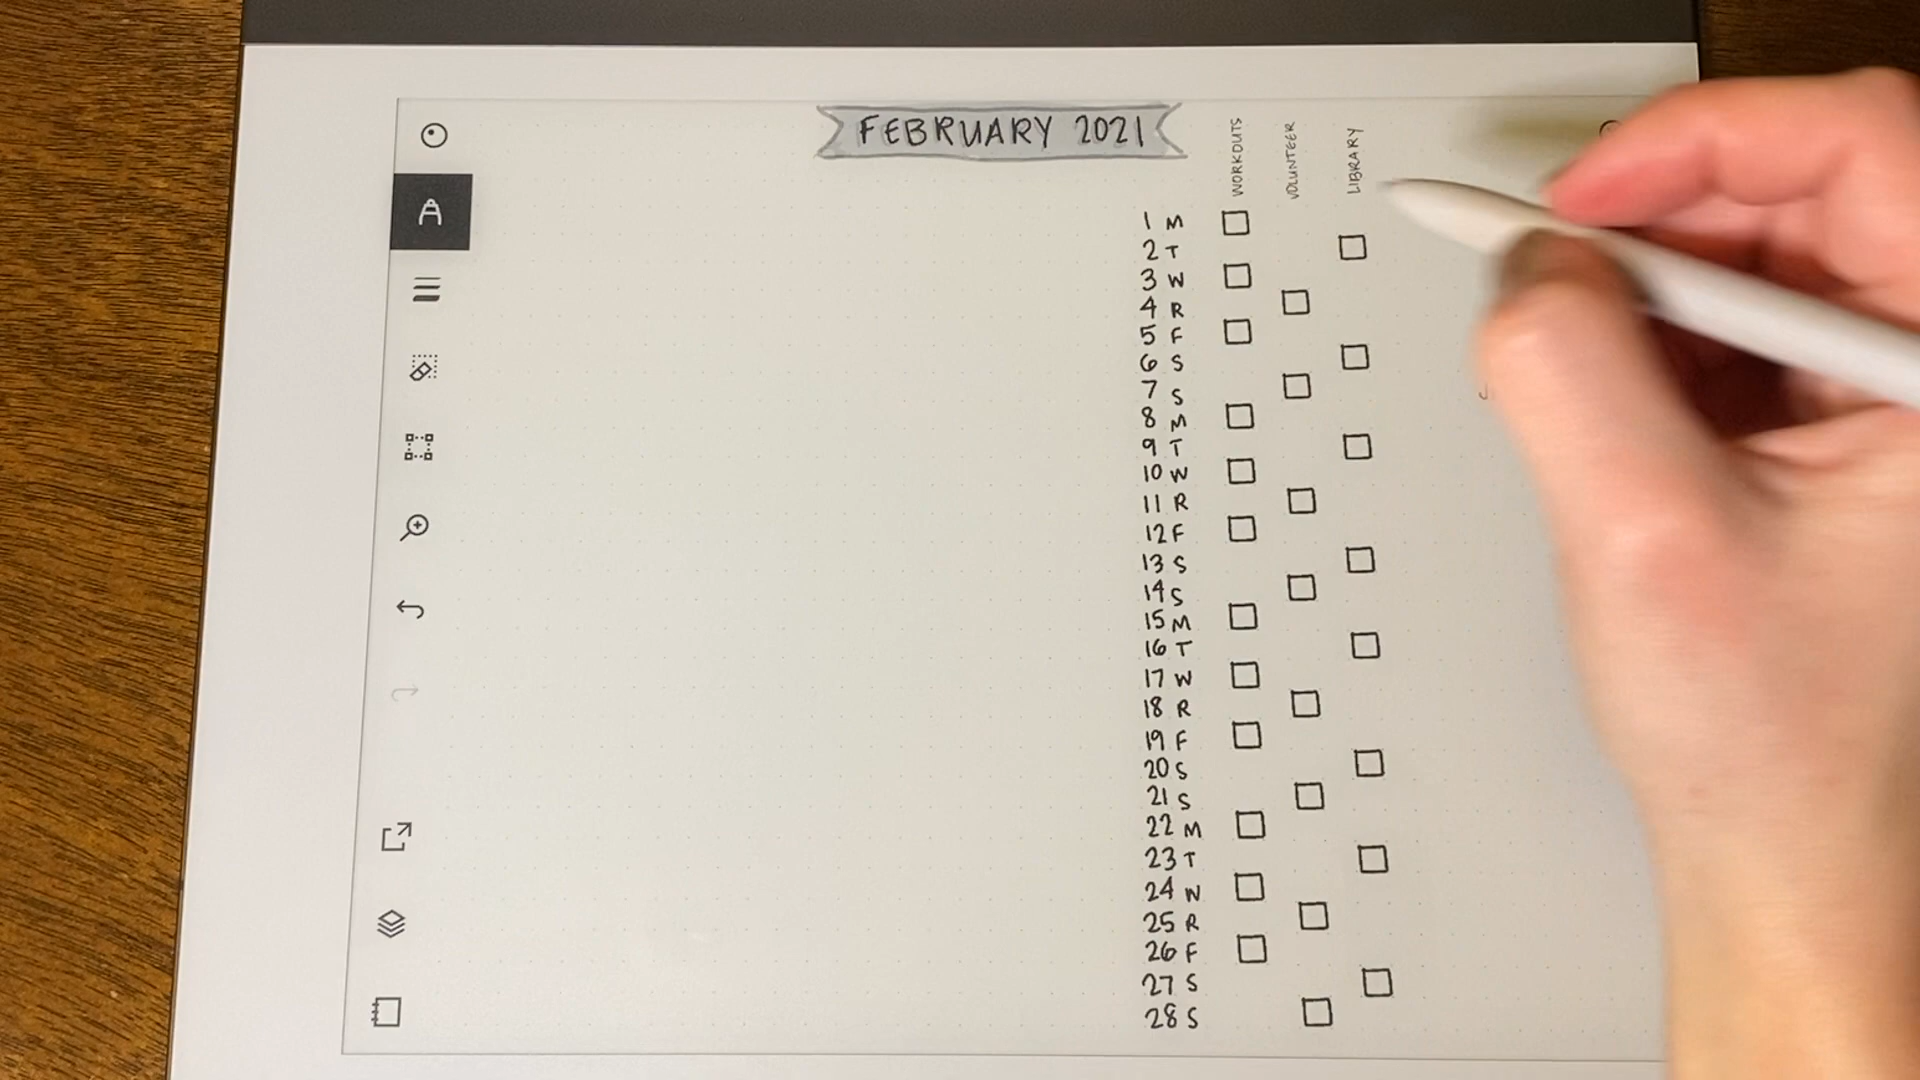 FEBRUARY 2021
WORKOUTS
VOLUNTEER
LIBRARY
1 M
2 T
3 W
4 R
5 F
6 S
7 S
8 M
9 T
10 W
11 R
12 F
13 S
14 S
15 M
16 T
17 W
18 R
19 F
20 S
21 S
22 M
23 T
24 W
25 R
26 F
27 S
28 S